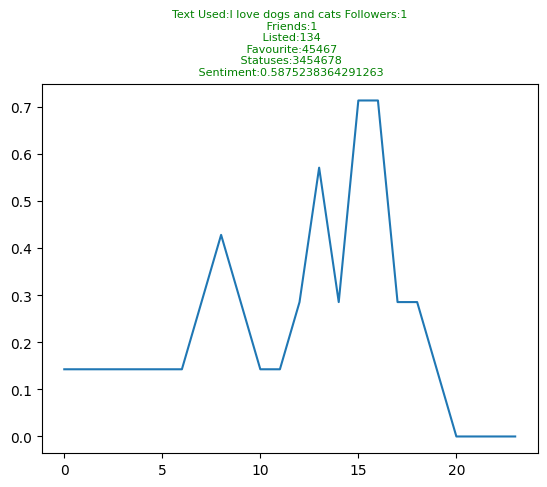 Text Used:I love dogs and cats Followers:1
Friends:1
Listed:134
Favourite:45467
Statuses:3454678
Sentiment:0.5875238364291263
0.7
0.6
0.5
0.4
0.3
0.2
0.1
0.0
0 5 10 15 20